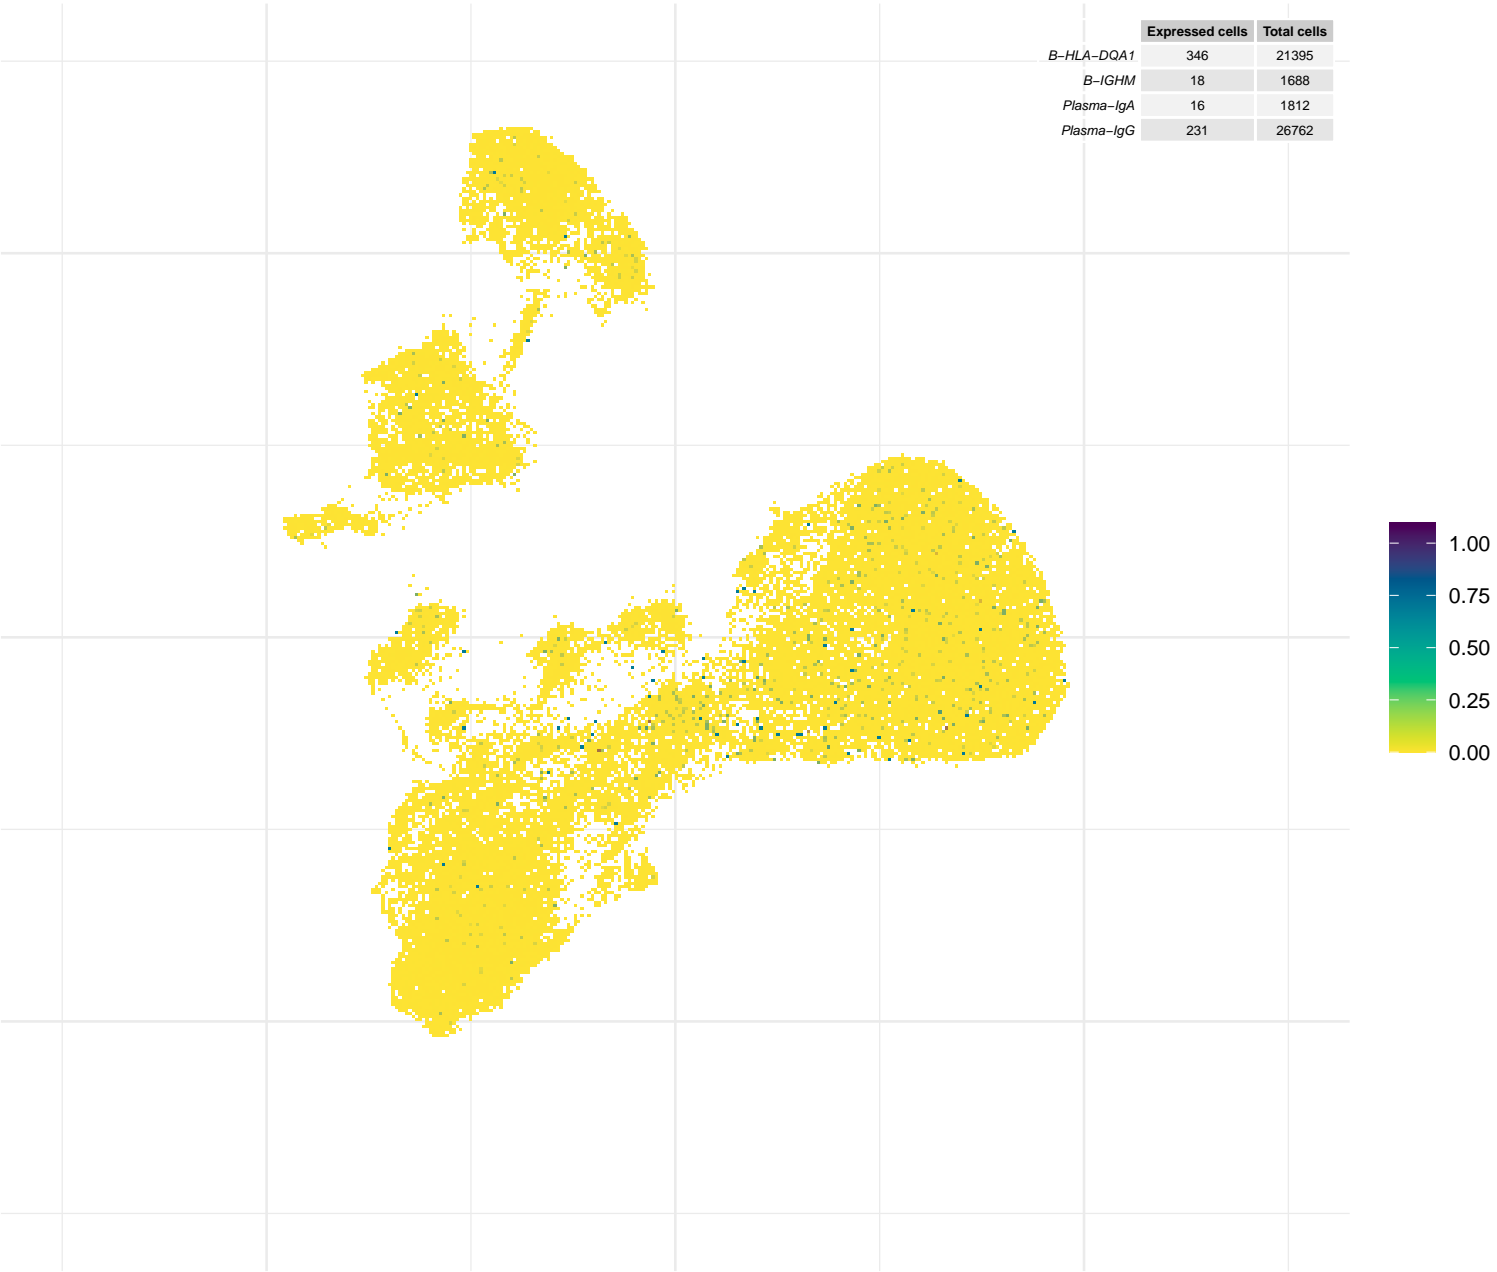 Expressed cells Total cells
B−HLA−DQA1 346 21395
B−IGHM 18 1688
Plasma−IgA 16 1812
Plasma−IgG 231 26762
1.00
0.75
0.50
0.25
0.00